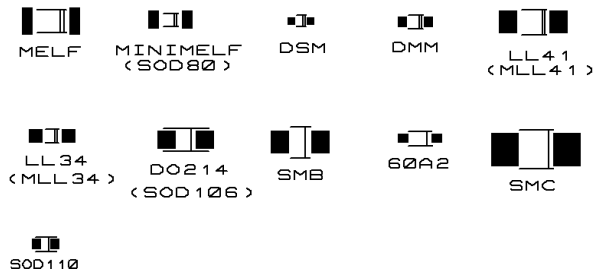 MELF
MINIMELF
(SOD80)
DSM
DMM
LL41
(MLL41)
LL34
(MLL34)
DO214
(SOD106)
SMB
60A2
SMC
SOD110